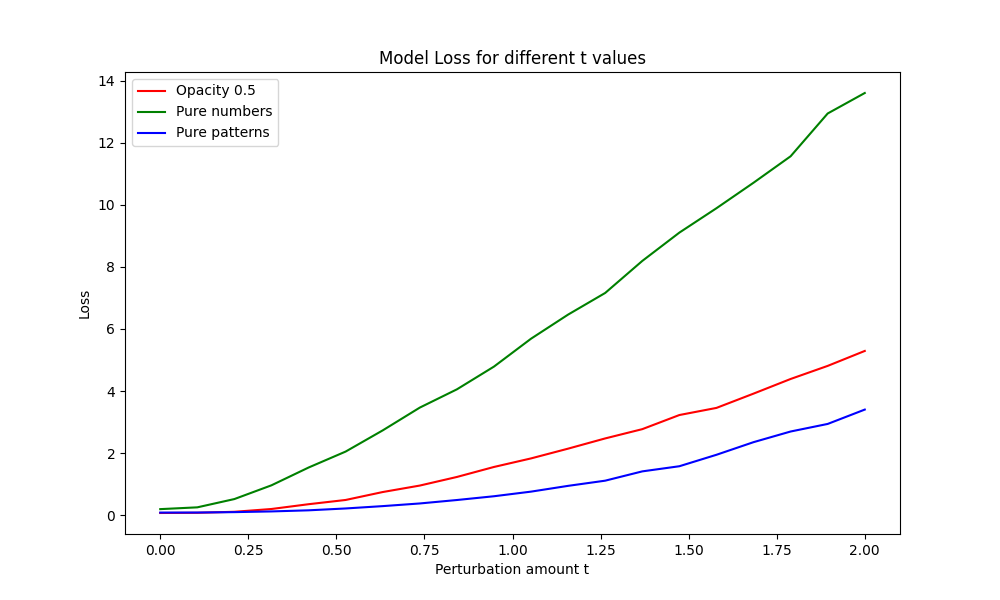 Model Loss for different t values
Opacity 0.5
Pure numbers
Pure patterns
14
12
10
8
6
4
2
0
Loss
0.00 0.25 0.50 0.75 1.00 1.25 1.50 1.75 2.00
Perturbation amount t